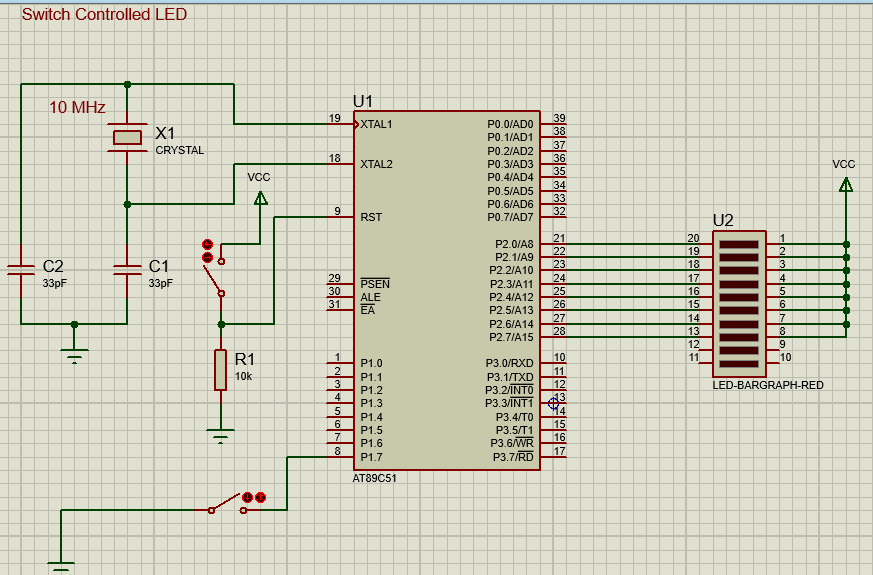 Switch Controlled LED
10 MHz
X1
CRYSTAL
C2
33pF
C1
33pF
VCC
R1
10k
U1
19 XTAL1
18 XTAL2
9 RST
29 PSEN
30 ALE
31 EA
1 P1.0
2 P1.1
3 P1.2
4 P1.3
5 P1.4
6 P1.5
7 P1.6
8 P1.7
P0.0/AD0 39
P0.1/AD1 38
P0.2/AD2 37
P0.3/AD3 36
P0.4/AD4 35
P0.5/AD5 34
P0.6/AD6 33
P0.7/AD7 32
P2.0/A8 21
P2.1/A9 22
P2.2/A10 23
P2.3/A11 24
P2.4/A12 25
P2.5/A13 26
P2.6/A14 27
P2.7/A15 28
P3.0/RXD 10
P3.1/TXD 11
P3.2/INT0 12
P3.3/INT1 13
P3.4/T0 14
P3.5/T1 15
P3.6/WR 16
P3.7/RD 17
AT89C51
VCC
U2
20 1
19 2
18 3
17 4
16 5
15 6
14 7
13 8
12 9
11 10
LED-BARGRAPH-RED